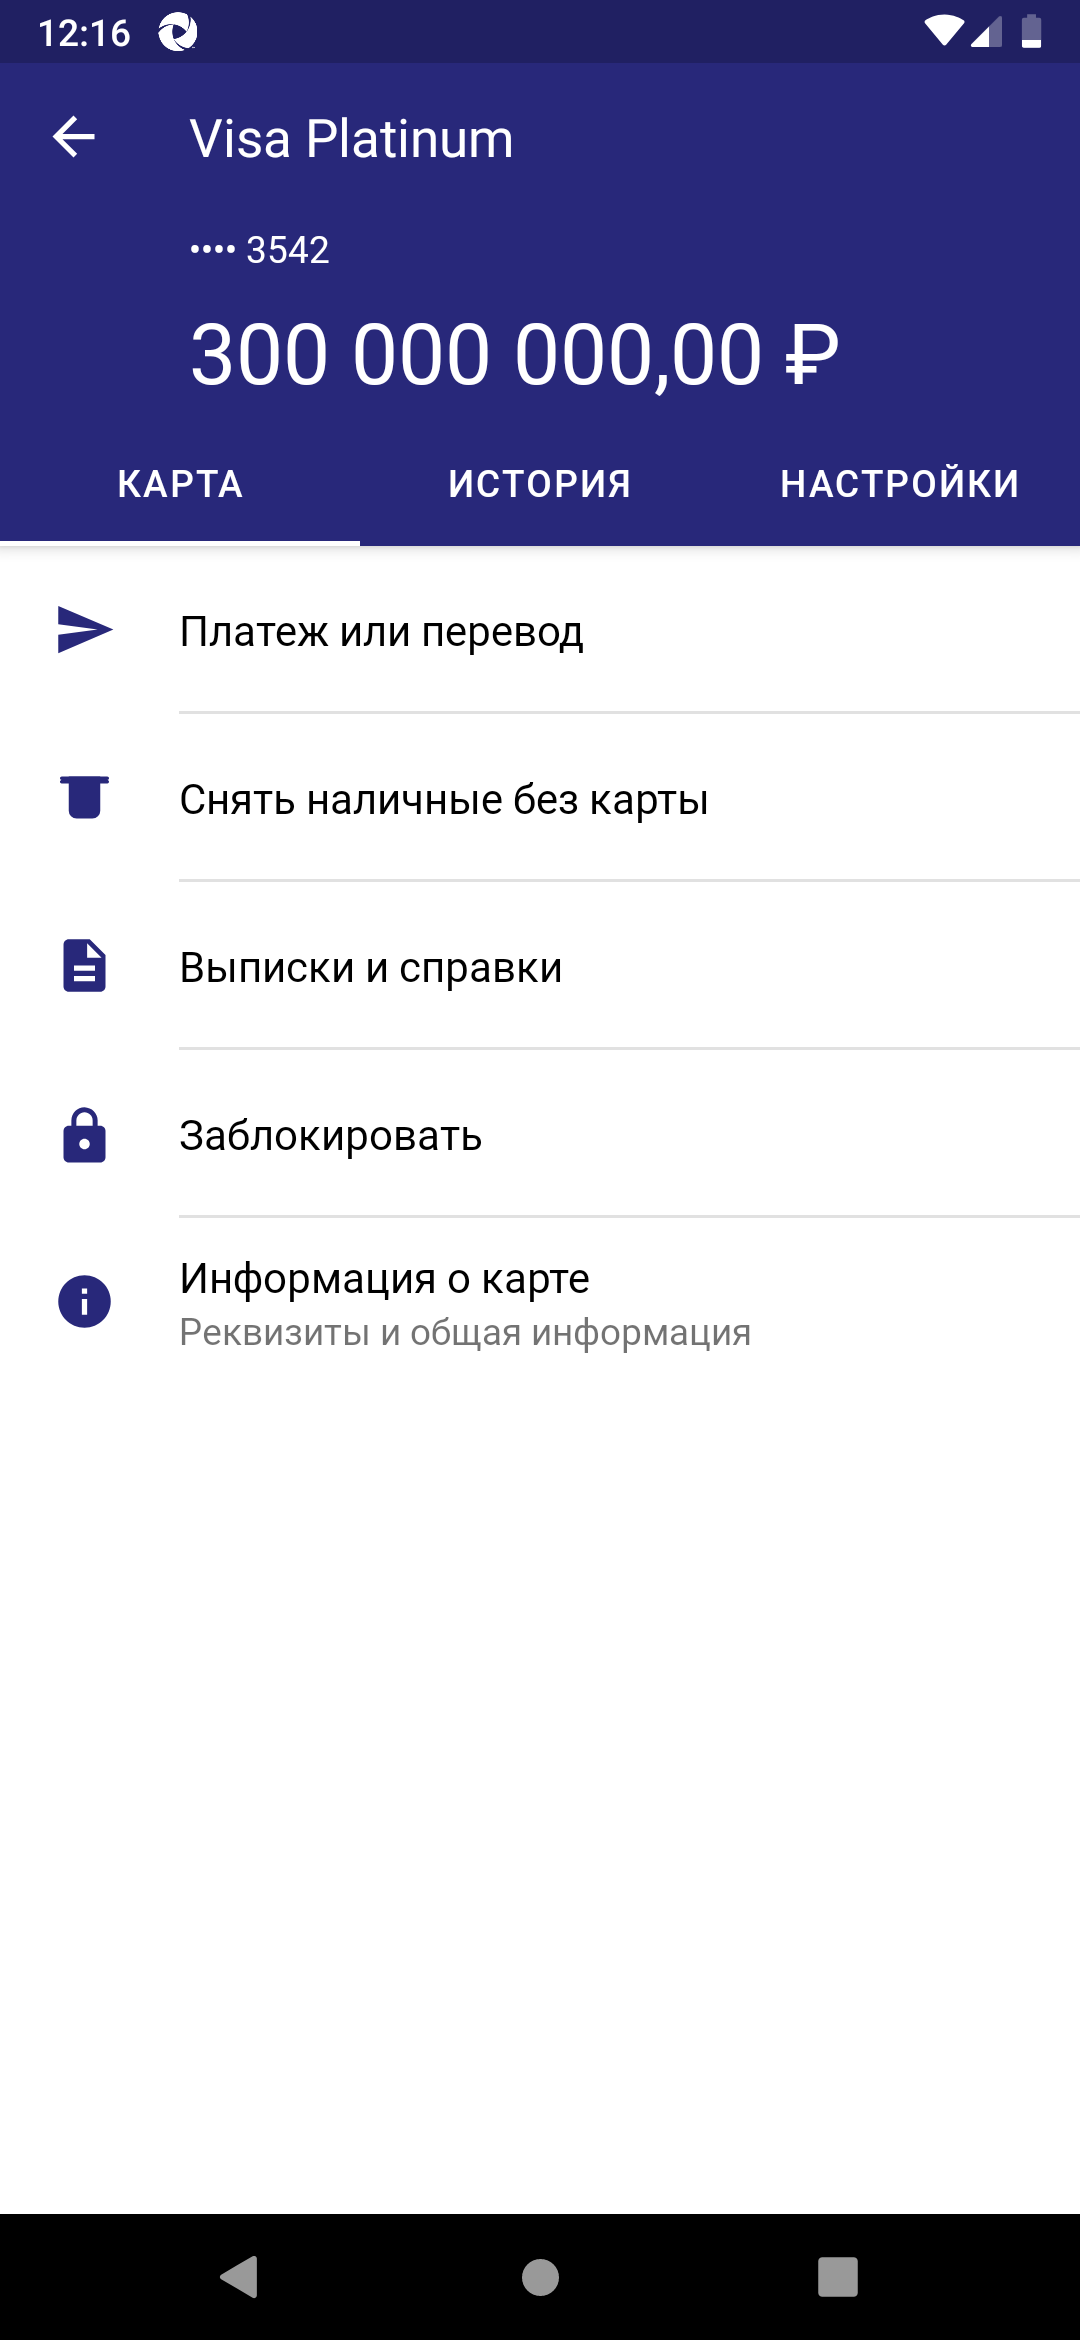 12:16
Visa Platinum
•••• 3542
300 000 000,00 ₽
КАРТА ИСТОРИЯ НАСТРОЙКИ
Платеж или перевод
Снять наличные без карты
Выписки и справки
Заблокировать
Информация о карте
Реквизиты и общая информация